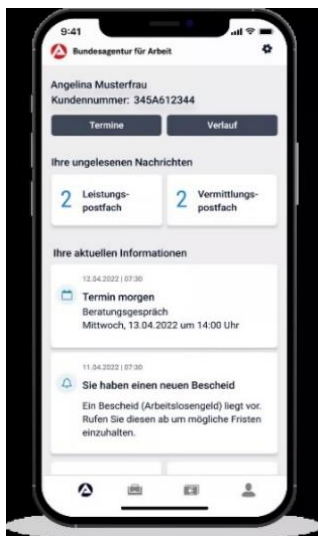 9:41
Bundesagentur für Arbeit
Angelina Musterfrau
Kundennummer: 345A612344
Termine
Verlauf
Ihre ungelesenen Nachrichten
2 Leistungs-
postfach
2 Vermittlungs-
postfach
Ihre aktuellen Informationen
12.04.2022 | 07:30
Termin morgen
Beratungsgespräch
Mittwoch, 13.04.2022 um 14:00 Uhr
11.04.2022 | 07:30
Sie haben einen neuen Bescheid
Ein Bescheid (Arbeitslosengeld) liegt vor.
Rufen Sie diesen ab um mögliche Fristen
einzuhalten.